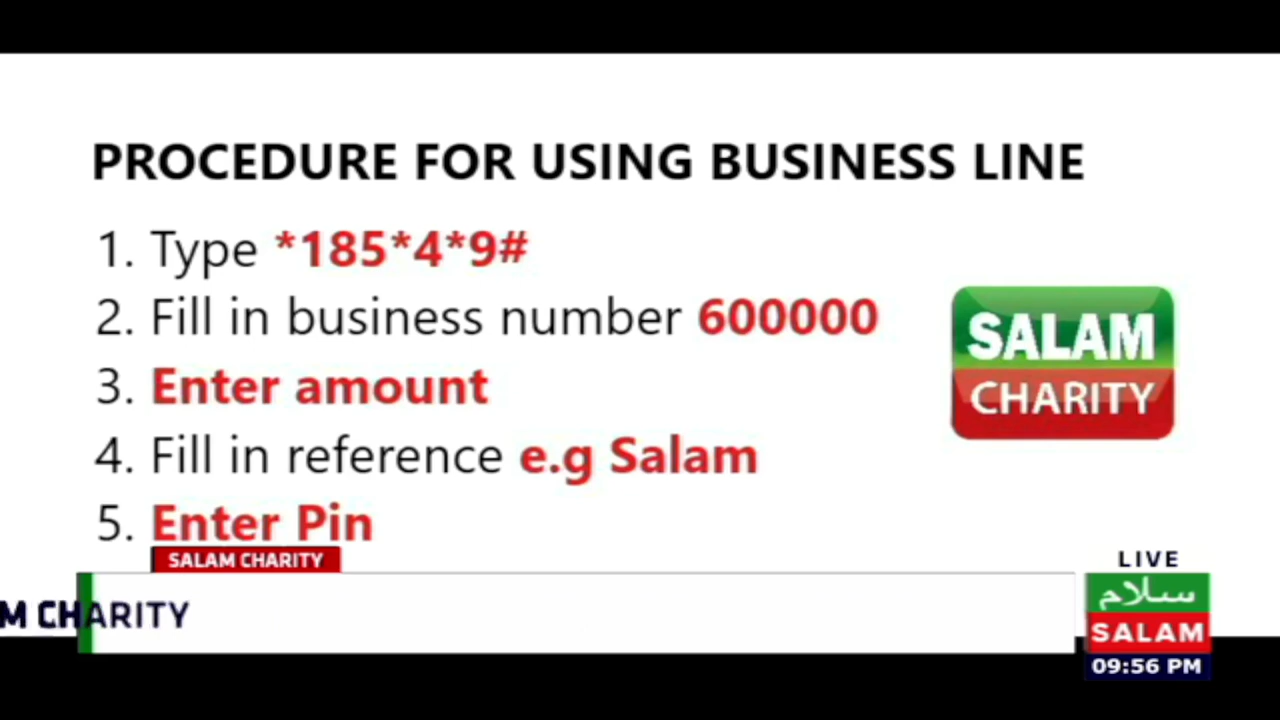 PROCEDURE FOR USING BUSINESS LINE
1. Type *185*4*9#
2. Fill in business number 600000
3. Enter amount
4. Fill in reference e.g Salam
5. Enter Pin
SALAM
CHARITY
SALAM CHARITY
M CHARITY
LIVE
سلام
SALAM
09:56 PM